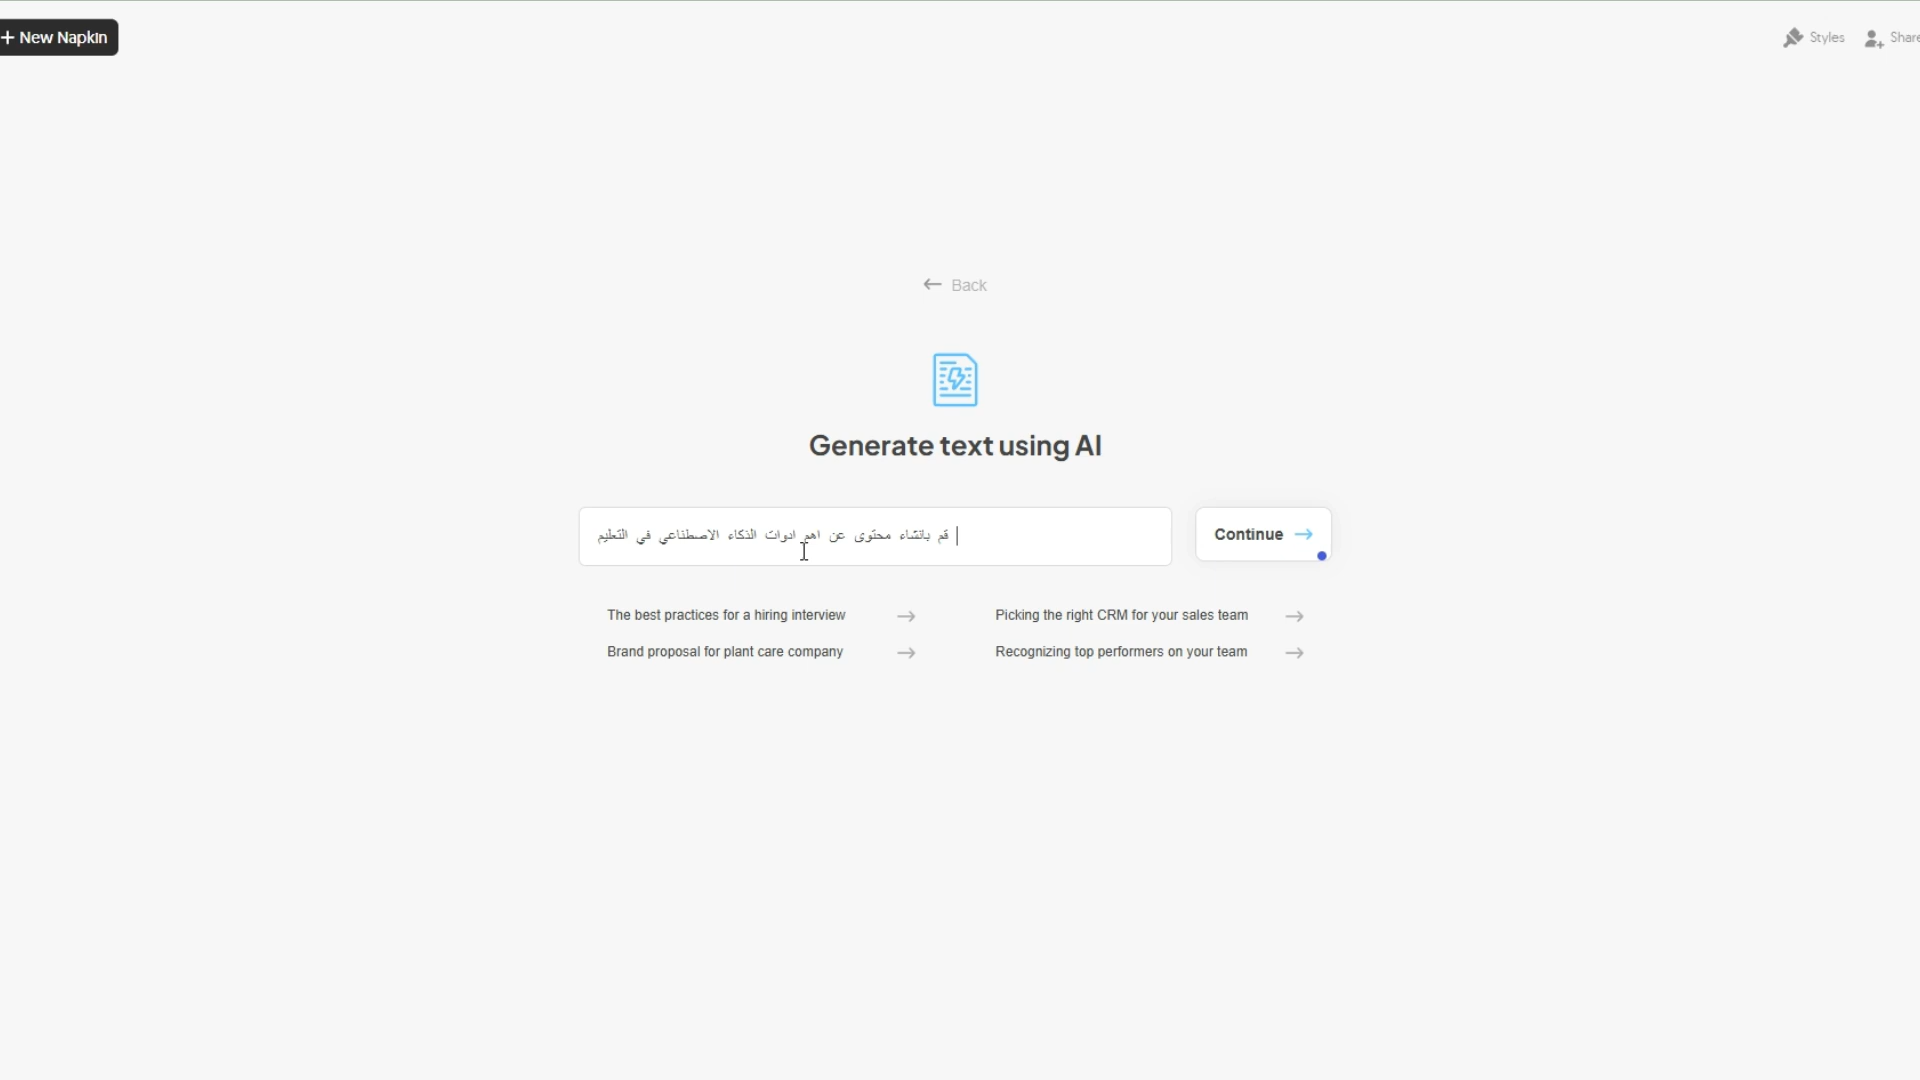 + New Napkin
Styles
Share
← Back
Generate text using AI
قم بانشاء محتوى عن اهم ادوات الذكاء الاصطناعي في التعليم
Continue →
The best practices for a hiring interview →
Picking the right CRM for your sales team →
Brand proposal for plant care company →
Recognizing top performers on your team →